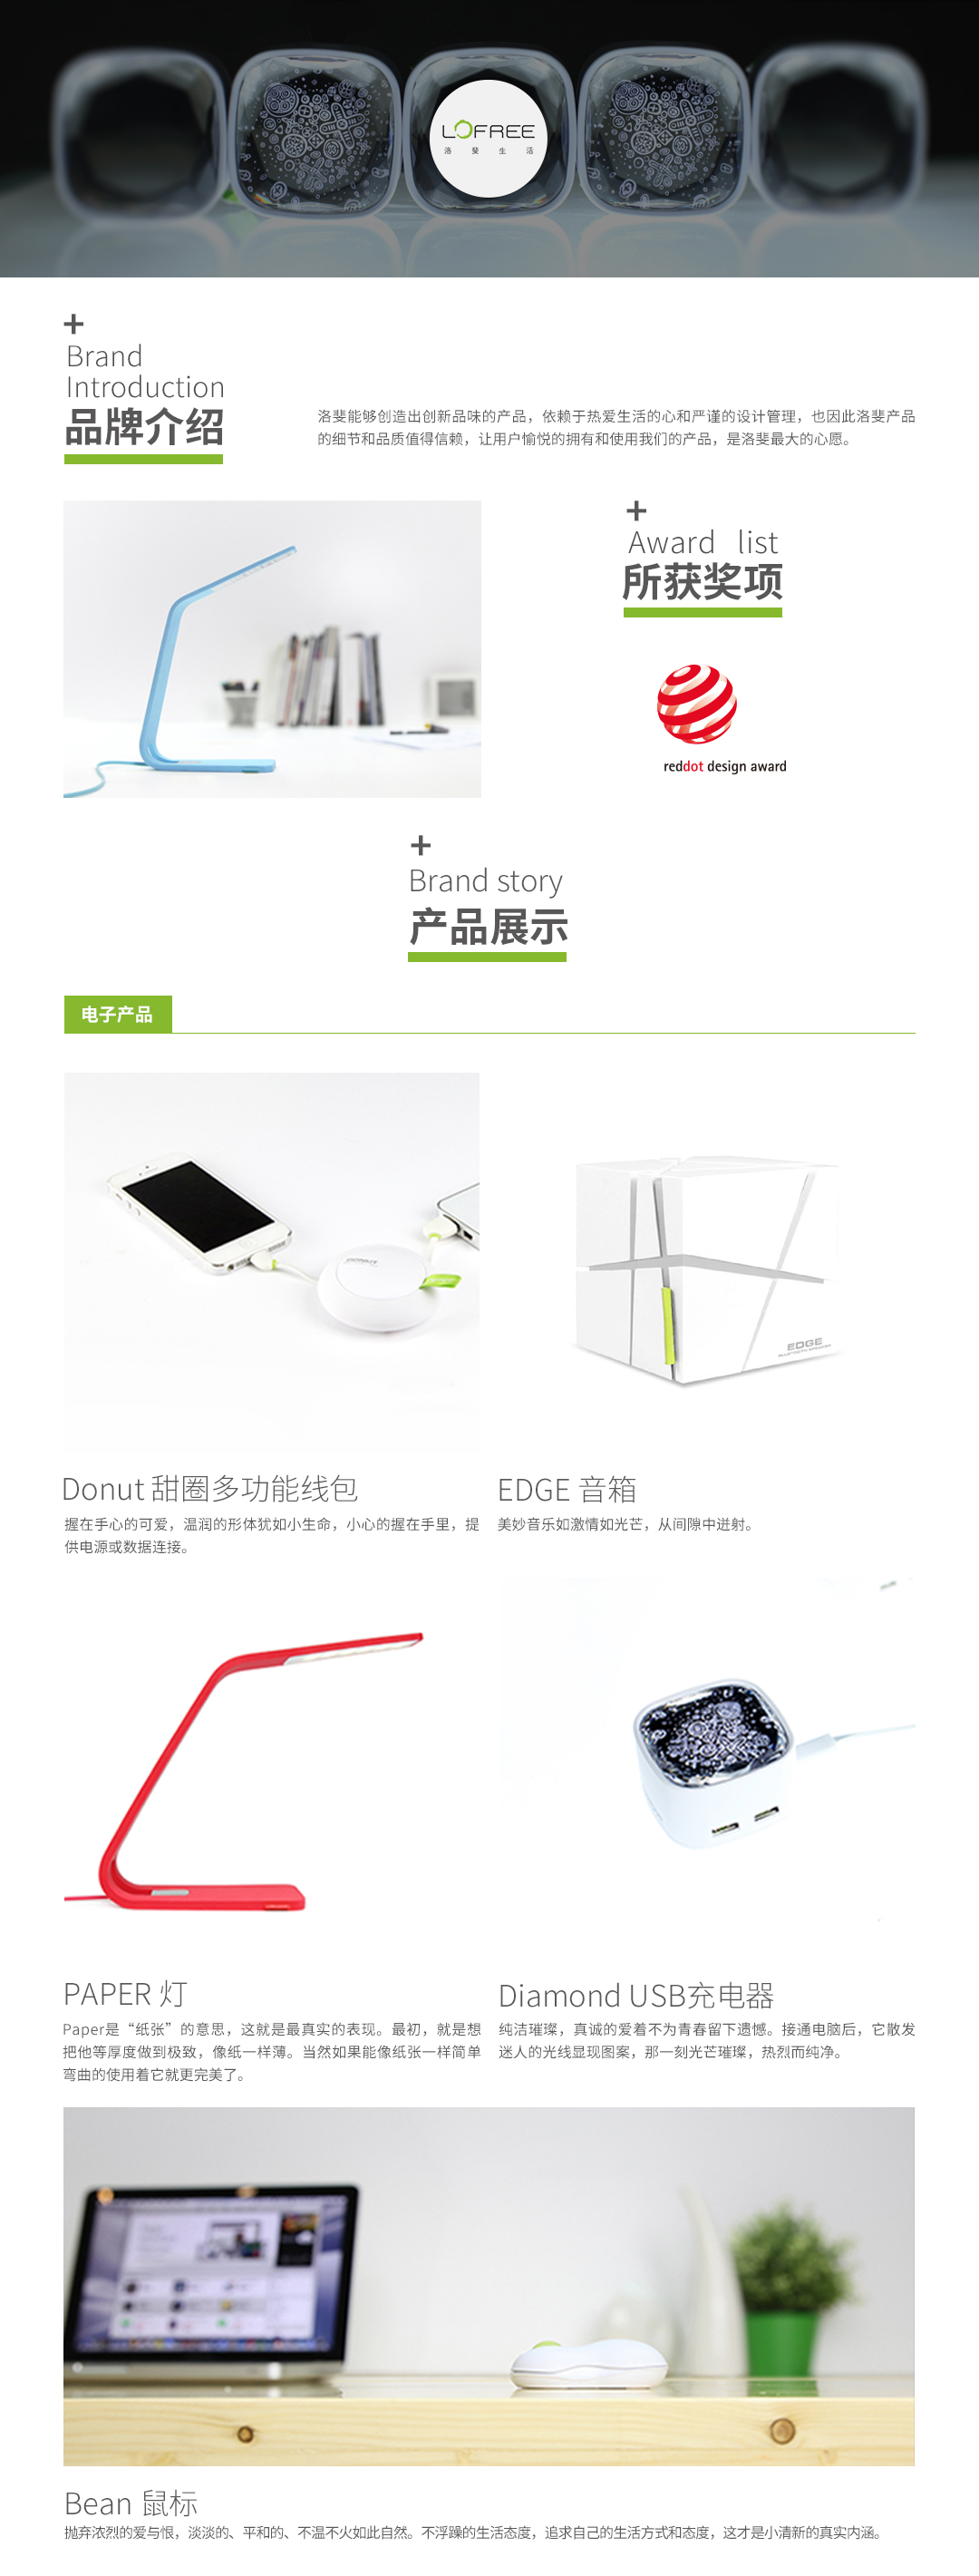 LOFREE
洛 斐 生 活
Brand
Introduction
品牌介绍
洛斐能够创造出创新品味的产品，依赖于热爱生活的心和严谨的设计管理，也因此洛斐产品
的细节和品质值得信赖，让用户愉悦的拥有和使用我们的产品，是洛斐最大的心愿。
Award list
所获奖项
reddot design award
Brand story
产品展示
电子产品
DONUT
EDGE
BLUETOOTH SPEAKER
Donut 甜圈多功能线包
握在手心的可爱，温润的形体犹如小生命，小心的握在手里，提
供电源或数据连接。
EDGE 音箱
美妙音乐如激情如光芒，从间隙中迸射。
PAPER 灯
Paper是“纸张”的意思，这就是最真实的表现。最初，就是想
把他等厚度做到极致，像纸一样薄。当然如果能像纸张一样简单
弯曲的使用着它就更完美了。
Diamond USB充电器
纯洁璀璨，真诚的爱着不为青春留下遗憾。接通电脑后，它散发
迷人的光线显现图案，那一刻光芒璀璨，热烈而纯净。
Bean 鼠标
抛弃浓烈的爱与恨，淡淡的、平和的、不温不火如此自然。不浮躁的生活态度，追求自己的生活方式和态度，这才是小清新的真实内涵。